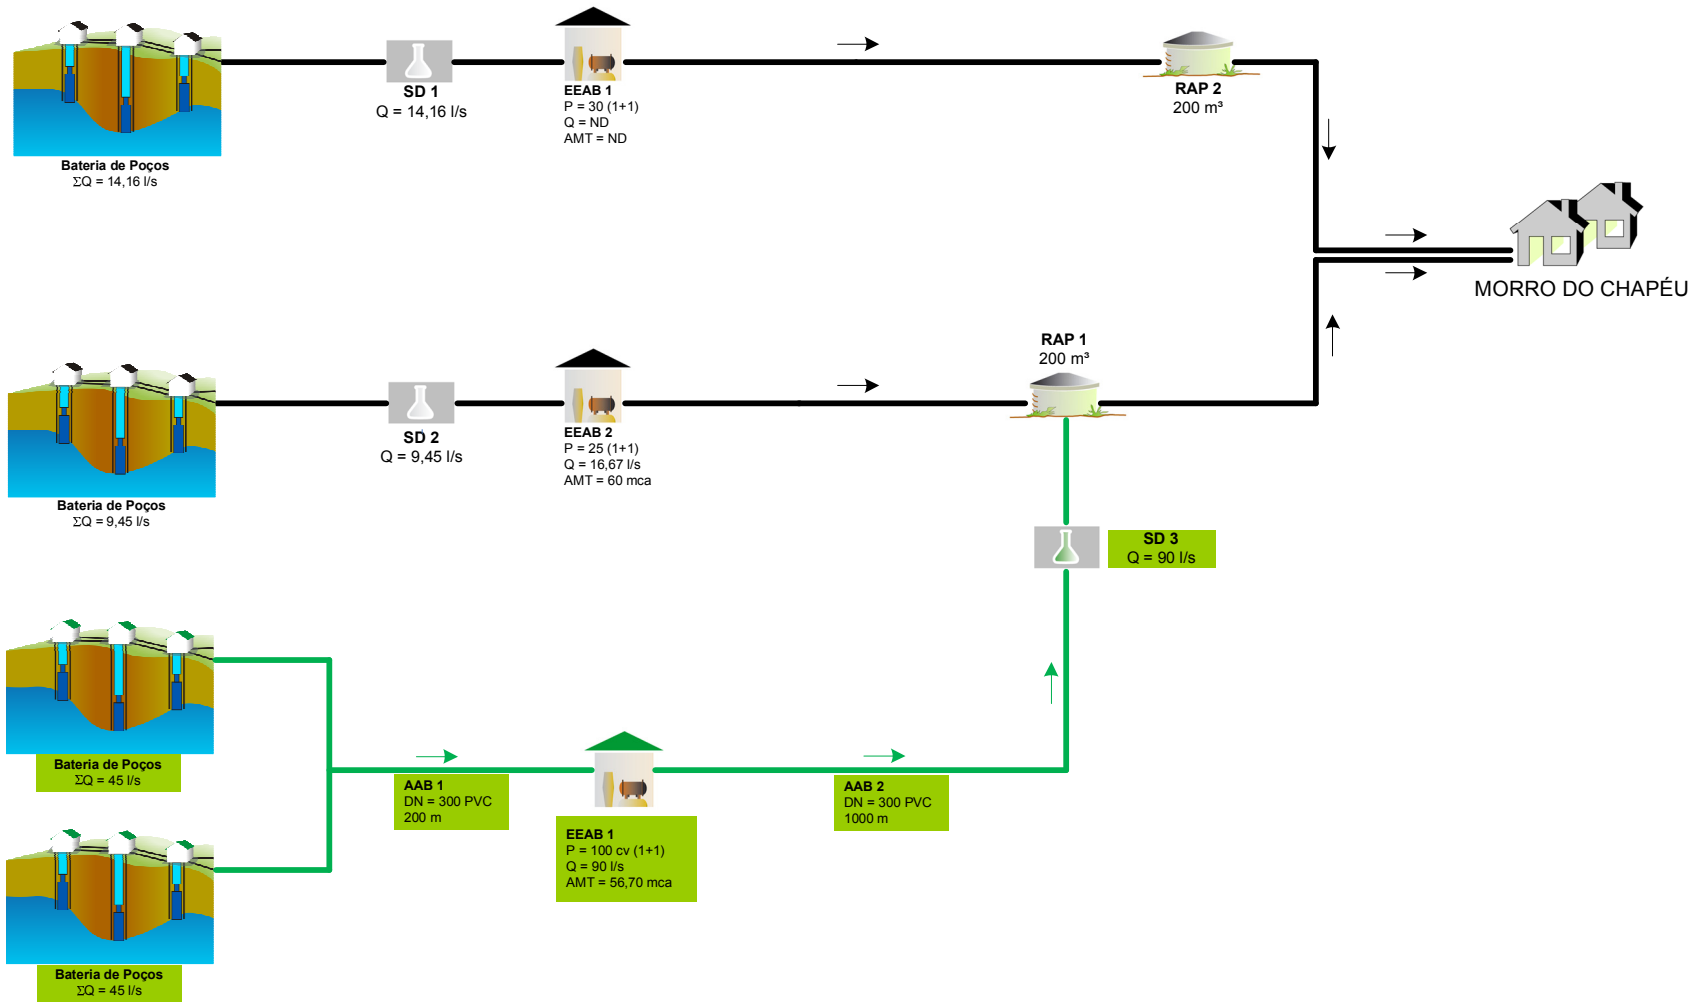 Bateria de Poços
ΣQ = 14,16 l/s
SD 1
Q = 14,16 l/s
EEAB 1
P = 30 (1+1)
Q = ND
AMT = ND
RAP 2
200 m³
MORRO DO CHAPÉU
Bateria de Poços
ΣQ = 9,45 l/s
SD 2
Q = 9,45 l/s
EEAB 2
P = 25 (1+1)
Q = 16,67 l/s
AMT = 60 mca
RAP 1
200 m³
SD 3
Q = 90 l/s
Bateria de Poços
ΣQ = 45 l/s
AAB 1
DN = 300 PVC
200 m
EEAB 1
P = 100 cv (1+1)
Q = 90 l/s
AMT = 56,70 mca
AAB 2
DN = 300 PVC
1000 m
Bateria de Poços
ΣQ = 45 l/s